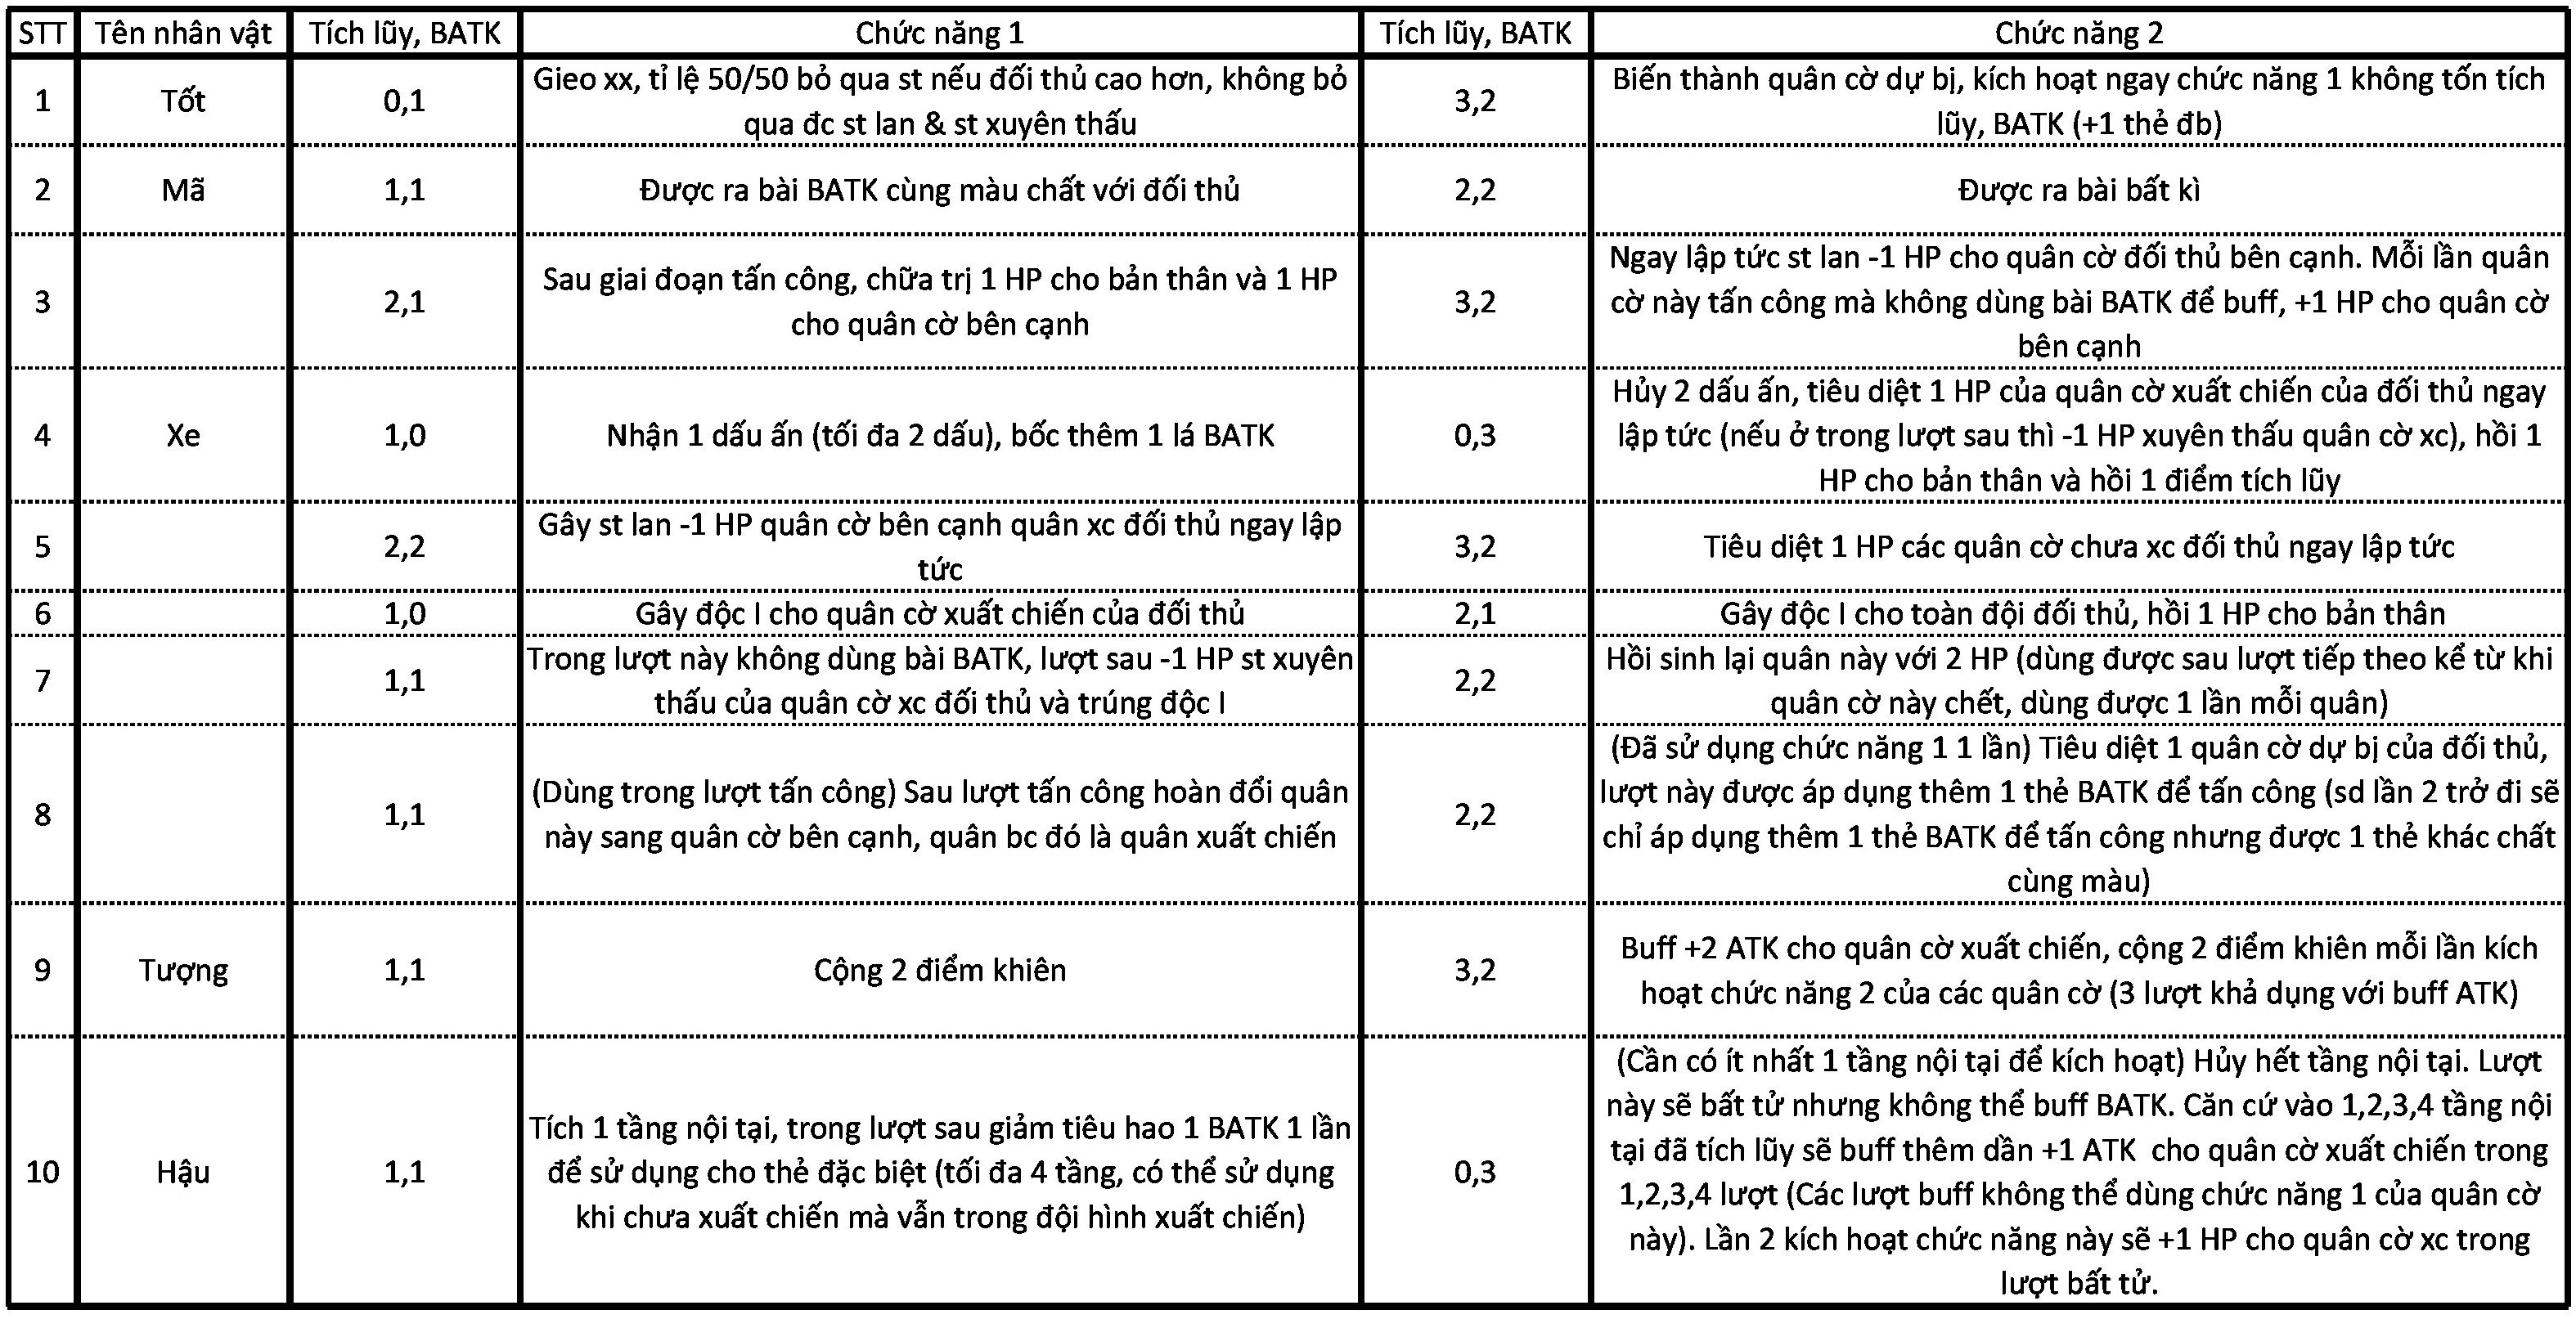 STT Tên nhân vật Tích lũy, BATK Chức năng 1 Tích lũy, BATK Chức năng 2
1 Tốt 0,1
Gieo xx, tỉ lệ 50/50 bỏ qua st nếu đối thủ cao hơn, không bỏ
qua đc st lan & st xuyên thấu
3,2
Biến thành quân cờ dự bị, kích hoạt ngay chức năng 1 không tốn tích
lũy, BATK (+1 thẻ đb)
2 Mã 1,1 Được ra bài BATK cùng màu chất với đối thủ 2,2 Được ra bài bất kì
3 2,1
Sau giai đoạn tấn công, chữa trị 1 HP cho bản thân và 1 HP
cho quân cờ bên cạnh
3,2
Ngay lập tức st lan -1 HP cho quân cờ đối thủ bên cạnh. Mỗi lần quân
cờ này tấn công mà không dùng bài BATK để buff, +1 HP cho quân cờ
bên cạnh
4 Xe 1,0 Nhận 1 dấu ấn (tối đa 2 dấu), bốc thêm 1 lá BATK 0,3
Hủy 2 dấu ấn, tiêu diệt 1 HP của quân cờ xuất chiến của đối thủ ngay
lập tức (nếu ở trong lượt sau thì -1 HP xuyên thấu quân cờ xc), hồi 1
HP cho bản thân và hồi 1 điểm tích lũy
5 2,2
Gây st lan -1 HP quân cờ bên cạnh quân xc đối thủ ngay lập
tức
3,2 Tiêu diệt 1 HP các quân cờ chưa xc đối thủ ngay lập tức
6 1,0 Gây độc I cho quân cờ xuất chiến của đối thủ 2,1 Gây độc I cho toàn đội đối thủ, hồi 1 HP cho bản thân
7 1,1
Trong lượt này không dùng bài BATK, lượt sau -1 HP st xuyên
thấu của quân cờ xc đối thủ và trúng độc I
2,2
Hồi sinh lại quân này với 2 HP (dùng được sau lượt tiếp theo kể từ khi
quân cờ này chết, dùng được 1 lần mỗi quân)
8 1,1
(Dùng trong lượt tấn công) Sau lượt tấn công hoàn đổi quân
này sang quân cờ bên cạnh, quân bc đó là quân xuất chiến
2,2
(Đã sử dụng chức năng 1 1 lần) Tiêu diệt 1 quân cờ dự bị của đối thủ,
lượt này được áp dụng thêm 1 thẻ BATK để tấn công (sd lần 2 trở đi sẽ
chỉ áp dụng thêm 1 thẻ BATK để tấn công nhưng được 1 thẻ khác chất
cùng màu)
9 Tượng 1,1 Cộng 2 điểm khiên 3,2
Buff +2 ATK cho quân cờ xuất chiến, cộng 2 điểm khiên mỗi lần kích
hoạt chức năng 2 của các quân cờ (3 lượt khả dụng với buff ATK)
10 Hậu 1,1
Tích 1 tầng nội tại, trong lượt sau giảm tiêu hao 1 BATK 1 lần
để sử dụng cho thẻ đặc biệt (tối đa 4 tầng, có thể sử dụng
khi chưa xuất chiến mà vẫn trong đội hình xuất chiến)
0,3
(Cần có ít nhất 1 tầng nội tại để kích hoạt) Hủy hết tầng nội tại. Lượt
này sẽ bất tử nhưng không thể buff BATK. Căn cứ vào 1,2,3,4 tầng nội
tại đã tích lũy sẽ buff thêm dần +1 ATK cho quân cờ xuất chiến trong
1,2,3,4 lượt (Các lượt buff không thể dùng chức năng 1 của quân cờ
này). Lần 2 kích hoạt chức năng này sẽ +1 HP cho quân cờ xc trong
lượt bất tử.